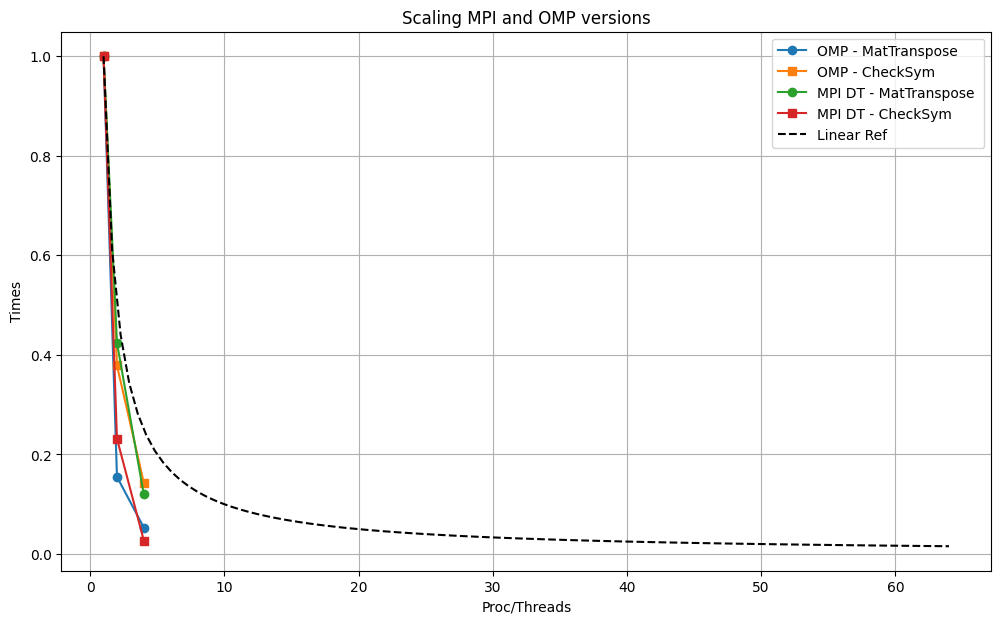 Scaling MPI and OMP versions
OMP - MatTranspose
OMP - CheckSym
MPI DT - MatTranspose
MPI DT - CheckSym
Linear Ref
Times
1.0
0.8
0.6
0.4
0.2
0.0
0 10 20 30 40 50 60
Proc/Threads